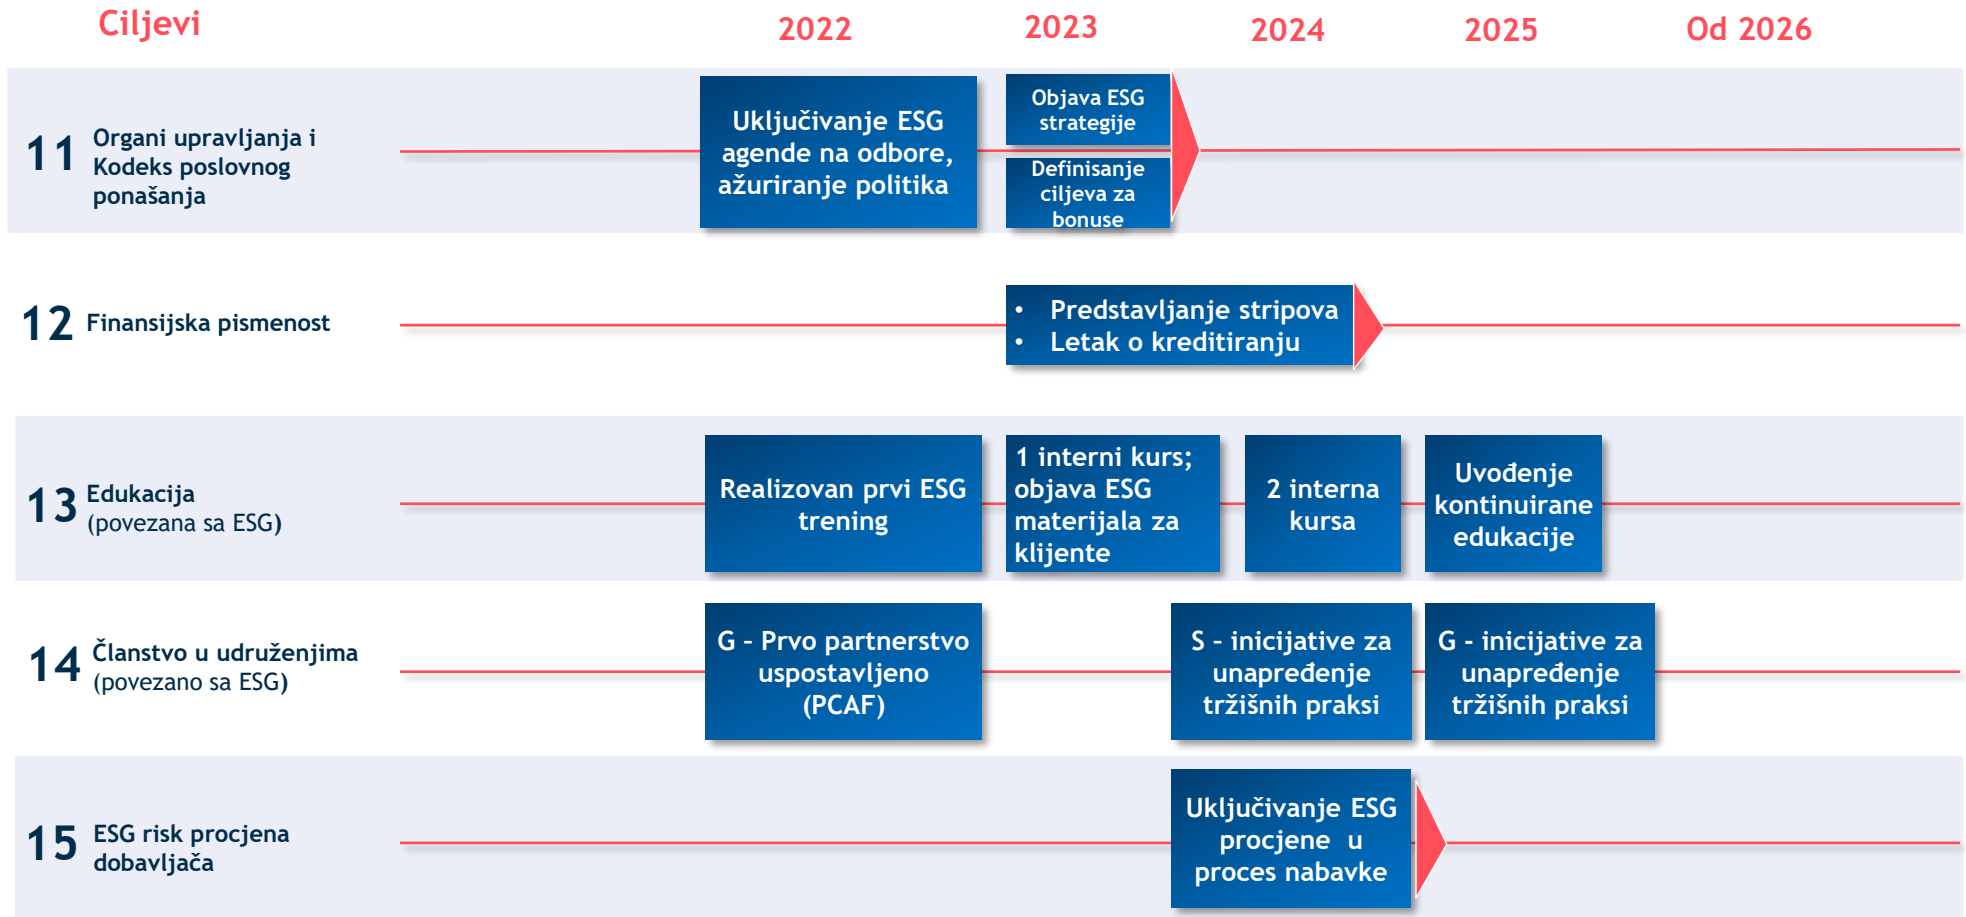 Ciljevi
2022
2023
2024
2025
Od 2026
11
Organi upravljanja i
Kodeks poslovnog
ponašanja
Uključivanje ESG
agende na odbore,
ažuriranje politika
Objava ESG
strategije
Definisanje
ciljeva za
bonuse
12
Finansijska pismenost
• Predstavljanje stripova
• Letak o kreditiranju
13
Edukacija
(povezana sa ESG)
Realizovan prvi ESG
trening
1 interni kurs;
objava ESG
materijala za
klijente
2 interna
kursa
Uvođenje
kontinuirane
edukacije
14
Članstvo u udruženjima
(povezano sa ESG)
G – Prvo partnerstvo
uspostavljeno
(PCAF)
S – inicijative za
unapređenje
tržišnih praksi
G - inicijative za
unapređenje
tržišnih praksi
15
ESG risk procjena
dobavljača
Uključivanje ESG
procjene u
proces nabavke